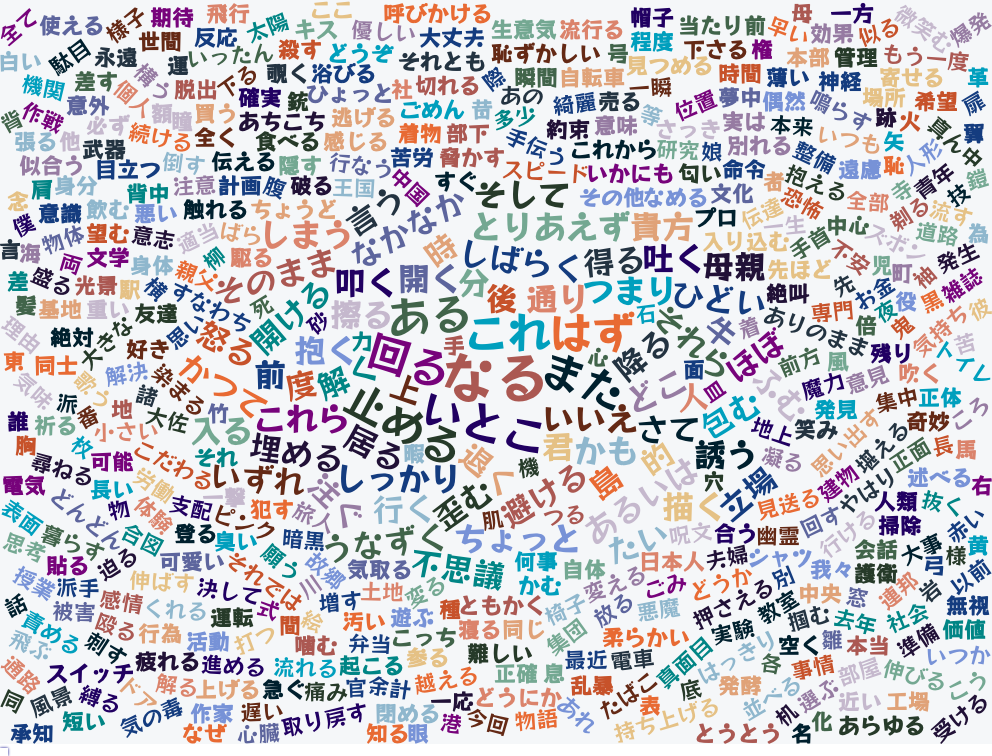 全て 使える 様子 期待 飛行 ここ 呼びかける 帽子 当たり前 母 一方 微笑む 爆発
世間 反応 太陽 キス 優しい 大丈夫 生意気 流行る 程度 下さる 権 早い 効果 似る
白い 駄目 永遠 運 いったん 殺す どうぞ それとも 恥ずかしい 号 見つめる 本部 管理 もう一度
機関 差す 横 脱出 下る 覗く 浴びる 社 切れる 際 瞬間 自転車 一瞬 時間 薄い 神経 寄せる 革
背 作戦 意外 個人 額 瞳 買う 確実 銃 ひょっと ごめん 昔 あの 綺麗 売る 等 位置 夢中 偶然 鳴らす 場所 希望 扉
張る 他 必ず 続ける 全く あちこち 逃げる 着物 部下 多少 約束 意味 さっき 実は 本来 跡 火 真ん中 翼
武器 食べる 感じる 手伝う これから 研究 娘 別れる いつも 矢
似合う 目立つ 倒す 伝える 隠す 行なう 苦労 脅かす スピード いかにも 匂い 命令 整備 遠慮 恥 人形
肩 身分 背中 注意 計画 腹 破る 王国 中国 すぐ そして その他 なめる 文化 者 抱える 寺 青年 技 鎧
念 僕 意識 飲む 悪い 触れる ちょうど 言う なかなか とりあえず 貴方 プロ 伝達 一生 恐怖 全部 剃る 流す
言 海 物体 望む 意志 適当 ばら しまう 時 入り込む 手首 中心 ズボン 道路 為
両 文学 身体 親父 柳 駆る そのまま 叩く 開く 分 しばらく 得る 吐く 母親 先ほど 下 不安 児 町 袖 発生
差 盛る 光景 駅 横 すなわち 死 開ける 後 通り つまり ひどい 絶叫 先 お金 雑誌
髪 基地 重い 友達 思い 怒る 砂 擦る ある これ はず 石 それら キ 着 ありのまま 専門 倍 夜 役 黒 彼
理由 絶対 大きな 好き 抱く 力 回る 手 心 降る ほぼ 前方 風 残り 鬼 気持ち 苦
東 同士 解決 染まる かつて 前 度 解 く 上 なる また どこ 面 人 皿 ふむ 魔力 意見 吹く
気味 派 番 諸 大佐 竹 これら 止める いとこ いいえ さて 包む 地上 笑み 発見 集中 正体
誰 祈る 小さい 地 入る 埋める 居る 暇 君 かも 的 誘う 凝る 思い出す 堪える 奇妙 ころ
胸 枝 こだわる それ いずれ しっかり 退く 機 島 穴 建物 やはり 正面 長 馬
尋ねる 可能 労働 一撃 注ぐ 行く 歪む 避ける あるいは 描く 立場 見送る 述べる 右
電気 長い 物 体験 支配 ピンク 犯す 旅人 肌 つる 人類 抜く
表面 どんどん 合図 登る 臭い 暗黒 うなずく ちょっと たい 呪文 合う 幽霊 回す 行ける 掃除 赤い
思考 暮らす 迫る 可愛い 願う 故郷 気取る 不思議 何事 自体 日本人 夫婦 シャツ 会話 大事 様 黄
貼る 派手 伸ばす それでは 三 土地 変る かむ 変える ごみ どうか 別 我々 護衛 弓 以前
授業 被害 感情 くれる 決して 式 増す 汚い 遊ぶ 種 ともかく 椅子 放る 悪魔 押さえる 教室 中央 窓 連邦 岩 無視
話 責める 殴る 行為 運転 間 絵 寝る 同じ 集団 実験 掴む 去年 社会 価値
飛ぶ 刺す 活動 打つ 噛む 弁当 こっち 難しい 柔らかい 真面目 はっきり 空く 雛 本当 準備 いつか
通路 スイッチ 疲れる 進める 流れる 起こる 参る 正確 息 最近 電車 各 事情 部屋 伸びる こう
同 風景 縛る ペア 解る 上げる 急ぐ 痛み 官 余計 越える 一応 どうにか 乱暴 たばこ 底 発酵 選ぶ 近い 工場
承知 短い 気の毒 作家 遅い 取り戻す 閉める 港 今回 物語 あれ 表 持ち上げる 並べる 机 化 あらゆる 受ける
なぜ 心臓 知る 眼 とうとう 名